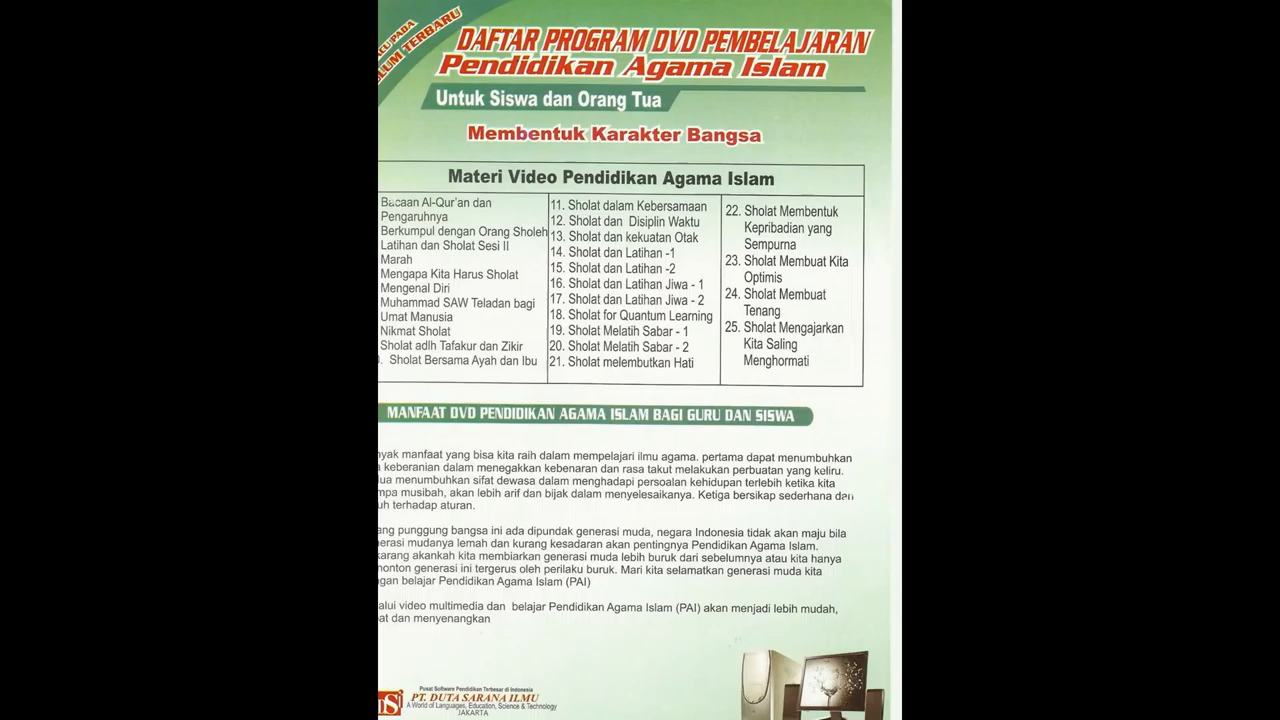 DAFTAR PROGRAM DVD PEMBELAJARAN
Pendidikan Agama Islam
Untuk Siswa dan Orang Tua
Membentuk Karakter Bangsa
Materi Video Pendidikan Agama Islam
Bacaan Al-Qur'an dan
Pengaruhnya
Berkumpul dengan Orang Sholeh
Latihan dan Sholat Sesi II
Marah
Mengapa Kita Harus Sholat
Mengenal Diri
Muhammad SAW Teladan bagi
Umat Manusia
Nikmat Sholat
Sholat adlh Tafakur dan Zikir
Sholat Bersama Ayah dan Ibu
11. Sholat dalam Kebersamaan
12. Sholat dan Disiplin Waktu
13. Sholat dan kekuatan Otak
14. Sholat dan Latihan -1
15. Sholat dan Latihan -2
16. Sholat dan Latihan Jiwa - 1
17. Sholat dan Latihan Jiwa - 2
18. Sholat for Quantum Learning
19. Sholat Melatih Sabar - 1
20. Sholat Melatih Sabar - 2
21. Sholat melembutkan Hati
22. Sholat Membentuk
Kepribadian yang
Sempurna
23. Sholat Membuat Kita
Optimis
24. Sholat Membuat
Tenang
25. Sholat Mengajarkan
Kita Saling
Menghormati
MANFAAT DVD PENDIDIKAN AGAMA ISLAM BAGI GURU DAN SISWA
manfaat yang bisa kita raih dalam mempelajari ilmu agama. pertama dapat menumbuhkan
keberanian dalam menegakkan kebenaran dan rasa takut melakukan perbuatan yang keliru.
menumbuhkan sifat dewasa dalam menghadapi persoalan kehidupan terlebih ketika kita
musibah, akan lebih arif dan bijak dalam menyelesaikanya. Ketiga bersikap sederhana dan
terhadap aturan.
punggung bangsa ini ada dipundak generasi muda, negara Indonesia tidak akan maju bila
mudanya lemah dan kurang kesadaran akan pentingnya Pendidikan Agama Islam.
akankah kita membiarkan generasi muda lebih buruk dari sebelumnya atau kita hanya
generasi ini tergerus oleh perilaku buruk. Mari kita selamatkan generasi muda kita
belajar Pendidikan Agama Islam (PAI)
video multimedia dan belajar Pendidikan Agama Islam (PAI) akan menjadi lebih mudah,
dan menyenangkan
Pusat Software Pendidikan Terbesar di Indonesia
PT. DUTA SARANA ILMU
A World of Languages, Education, Science & Technology
JAKARTA